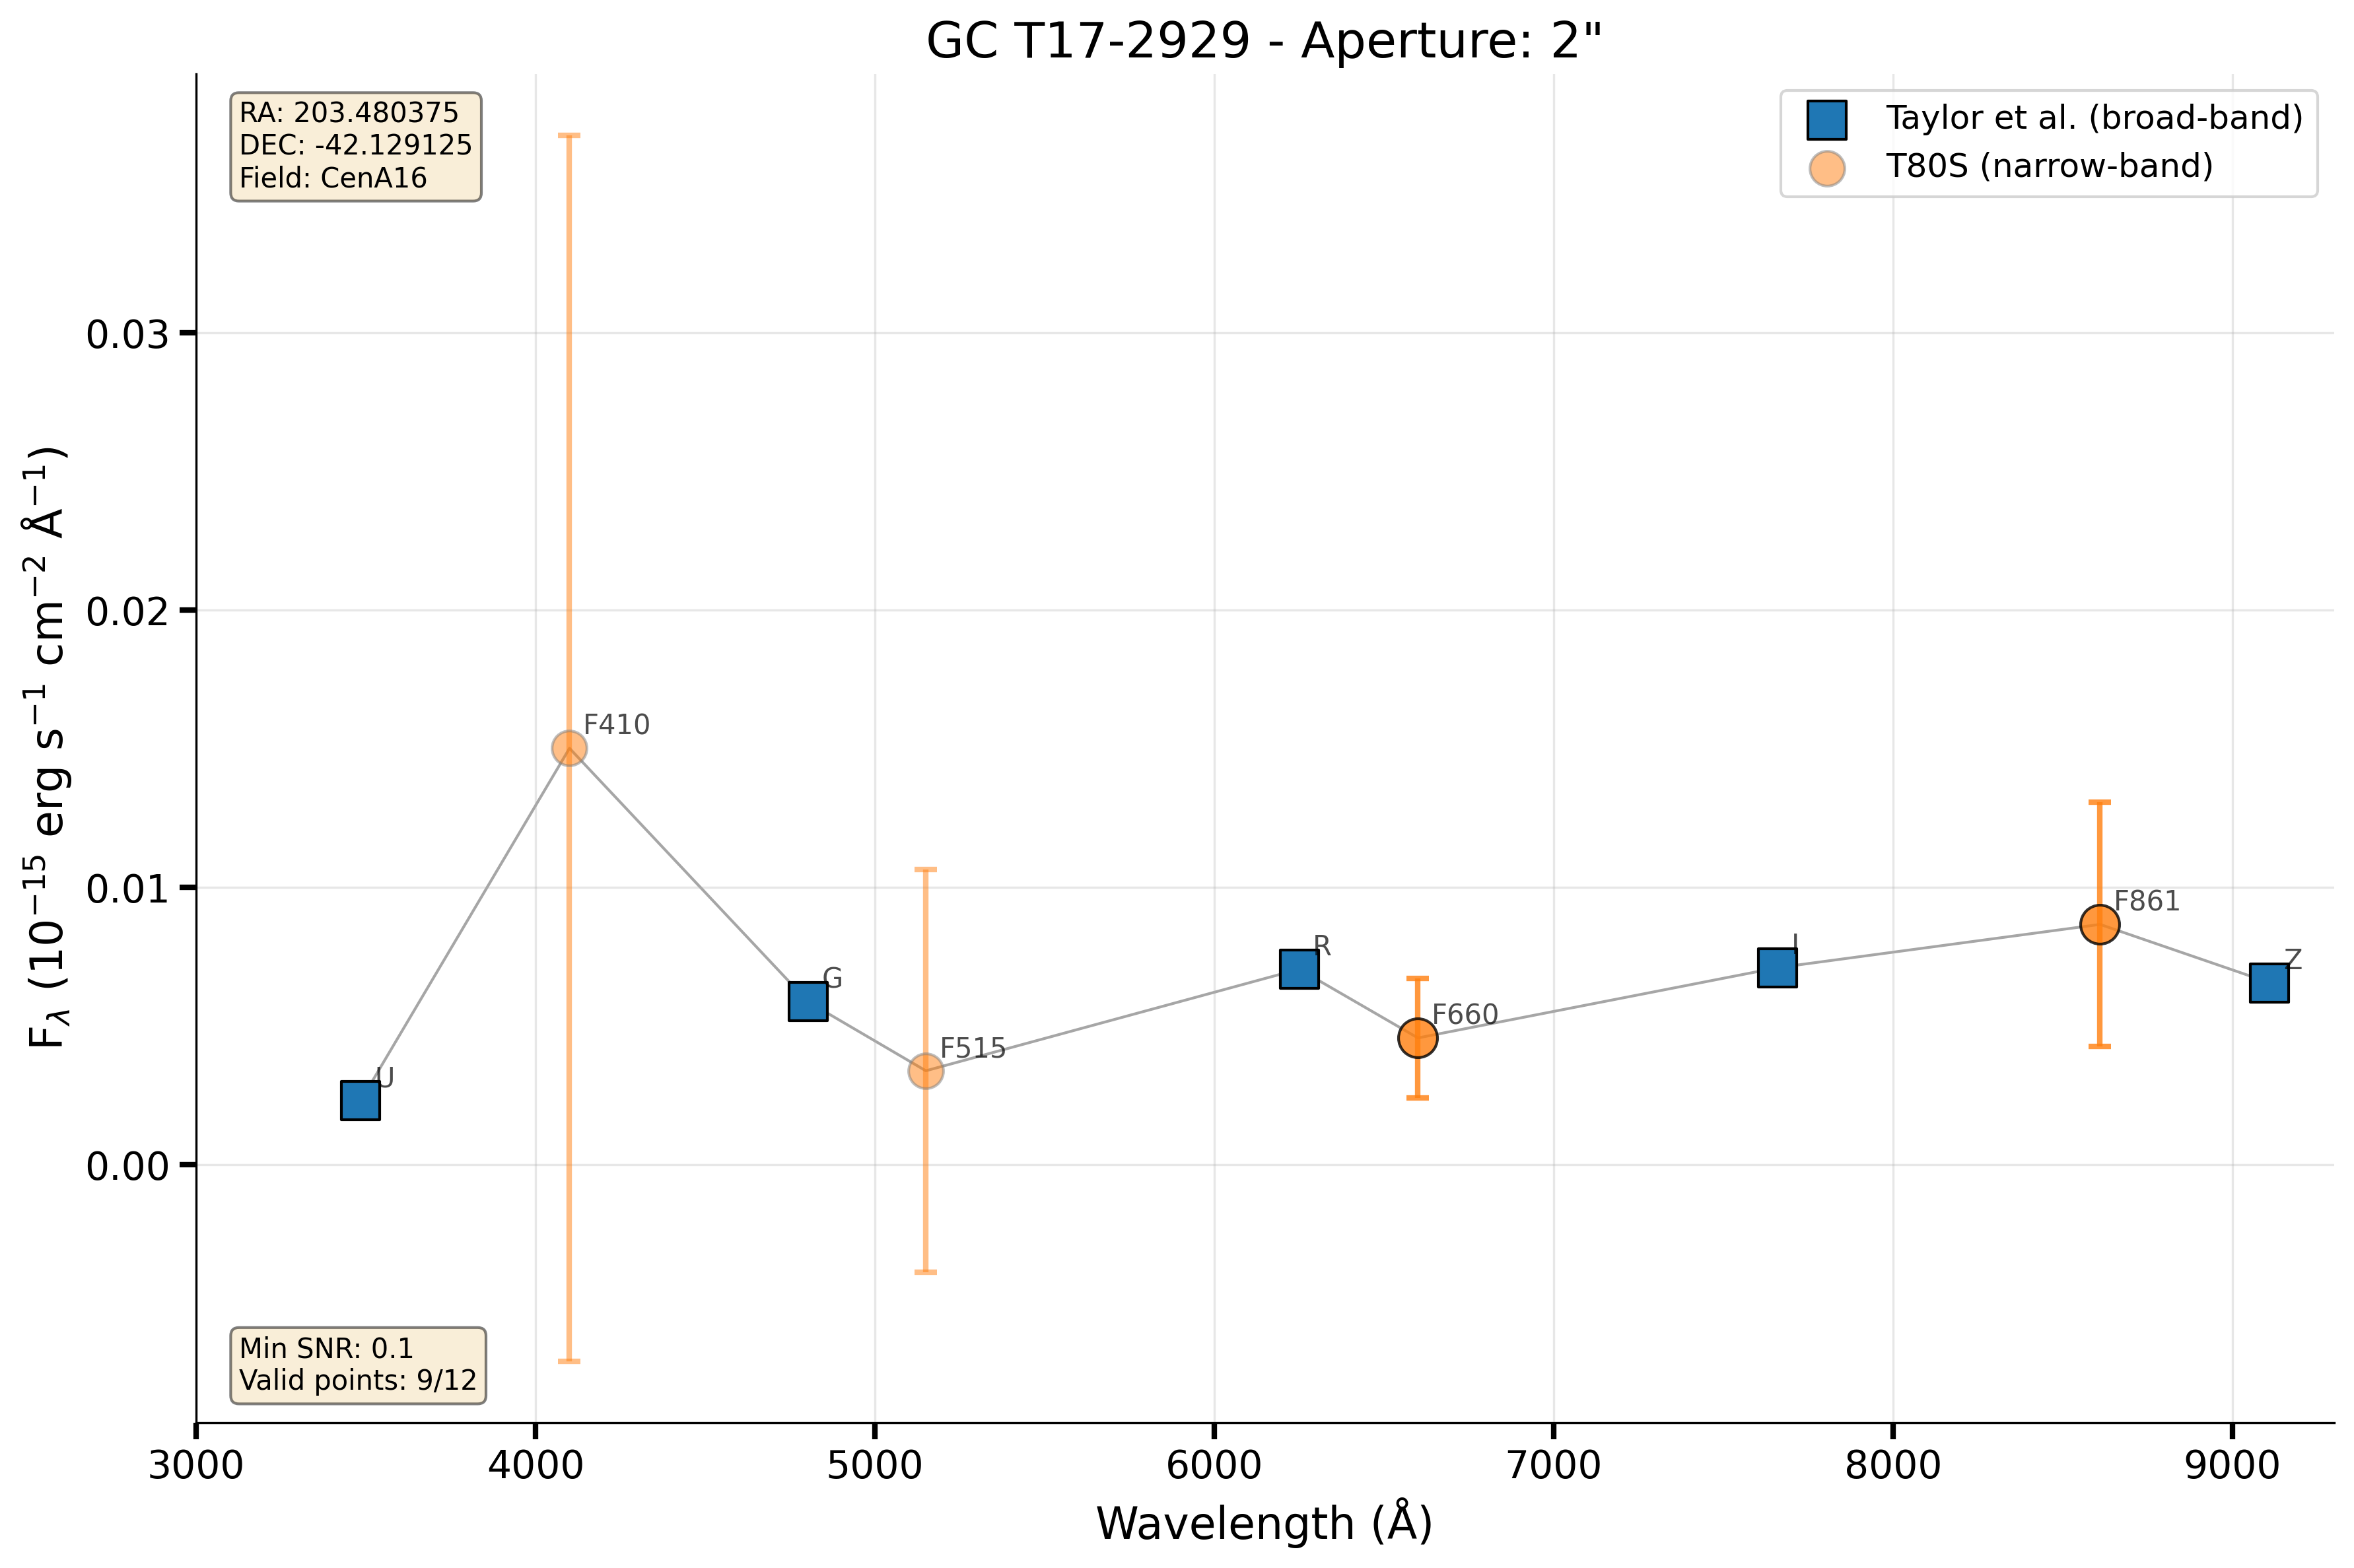 GC T17-2929 - Aperture: 2"
RA: 203.480375
DEC: -42.129125
Field: CenA16
Taylor et al. (broad-band)
T80S (narrow-band)
F_λ (10⁻¹⁵ erg s⁻¹ cm⁻² Å⁻¹)
0.03
0.02
0.01
0.00
U
F410
G
F515
R
F660
I
F861
Z
Min SNR: 0.1
Valid points: 9/12
3000 4000 5000 6000 7000 8000 9000
Wavelength (Å)